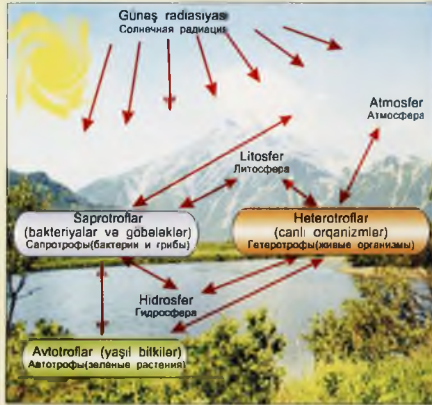 Günəş radiasiyası
Солнечная радиация
Atmosfer
Атмосфера
Litosfer
Литосфера
Saprotroflar
(bakteriyalar və göbələklər)
Сапротрофы(бактерии и грибы)
Heterotroflar
(canlı orqanizmlər)
Гетеротрофы(живые организмы)
Hidrosfer
Гидросфера
Avtotroflar (yaşıl bitkilər)
Автотрофы(зеленые растения)